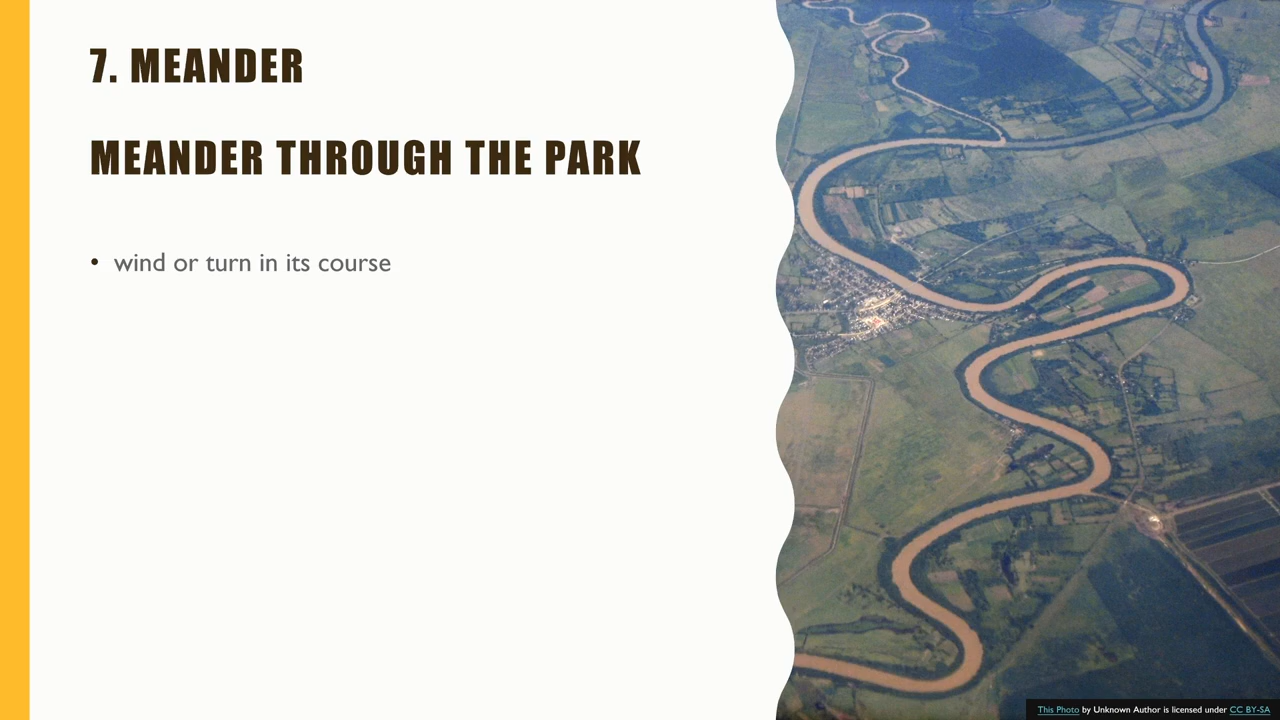 7. MEANDER
MEANDER THROUGH THE PARK
• wind or turn in its course
This Photo by Unknown Author is licensed under CC BY-SA